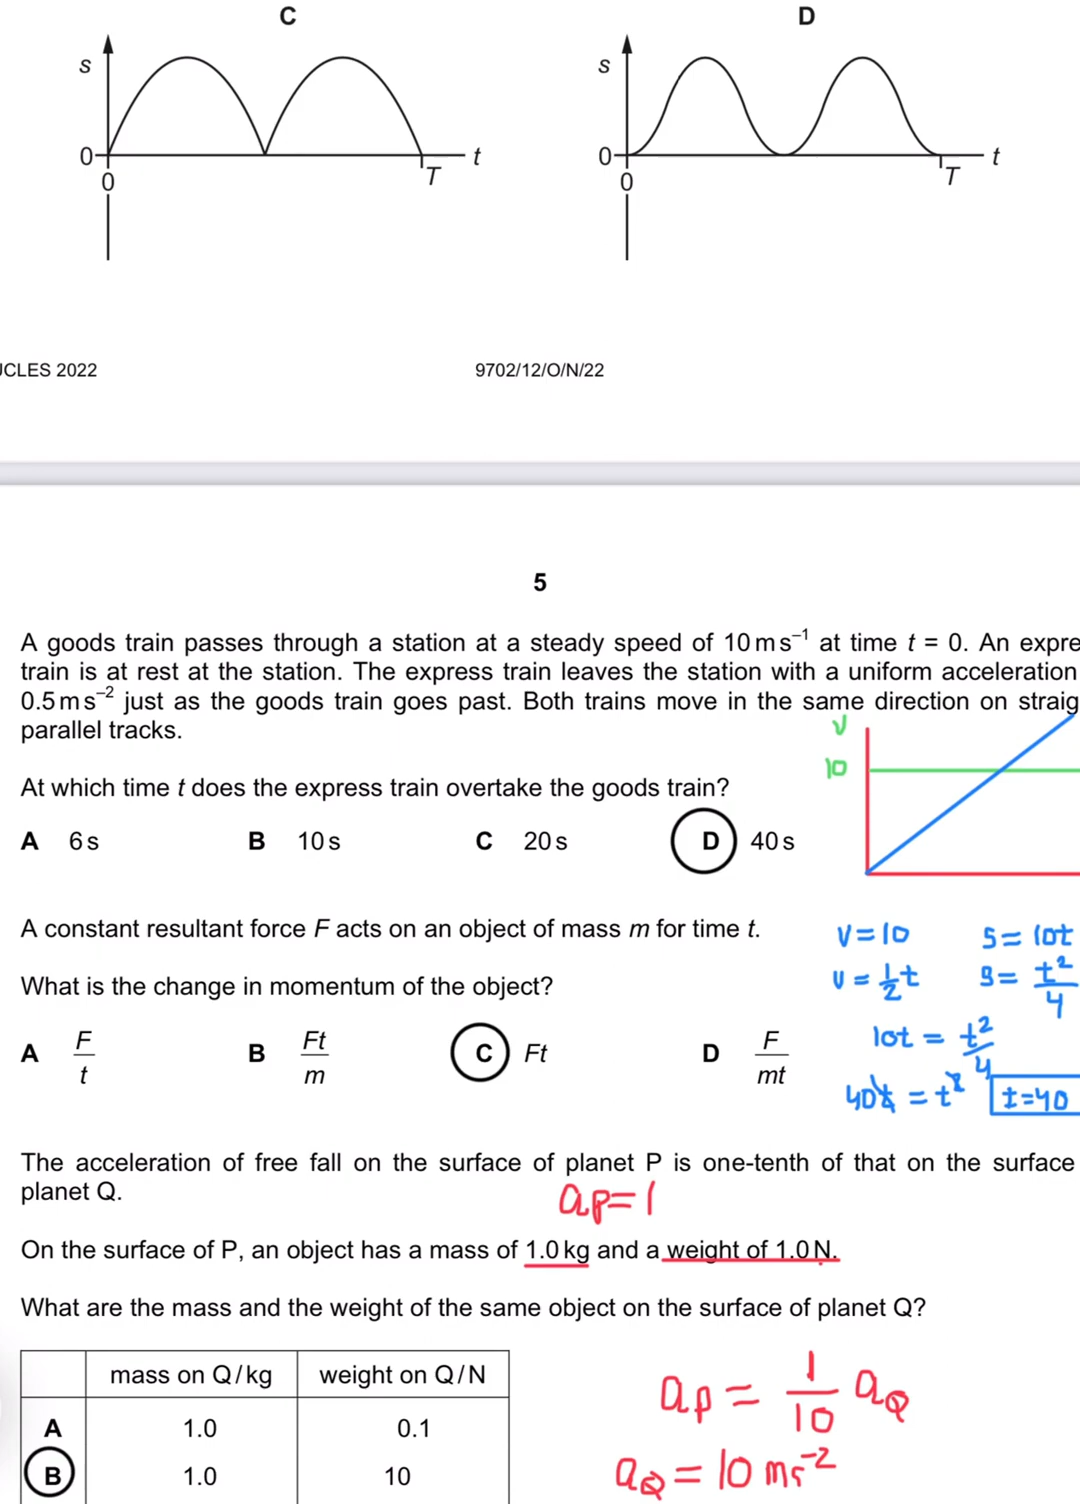 C D
s s
0 t 0 t
0 T 0 T
UCLES 2022 9702/12/O/N/22
5
A goods train passes through a station at a steady speed of 10 m s⁻¹ at time t = 0. An expre
train is at rest at the station. The express train leaves the station with a uniform acceleration
0.5 m s⁻² just as the goods train goes past. Both trains move in the same direction on straig
parallel tracks.
v
10
At which time t does the express train overtake the goods train?
A 6 s B 10 s C 20 s D 40 s
A constant resultant force F acts on an object of mass m for time t.
v=10 s=10t
v=½t s=t²/4
What is the change in momentum of the object?
10t = t²/4
A F/t B Ft/m C Ft D F/mt
40t = t² t=40
The acceleration of free fall on the surface of planet P is one-tenth of that on the surface
planet Q.
aP=1
On the surface of P, an object has a mass of 1.0 kg and a weight of 1.0 N.
What are the mass and the weight of the same object on the surface of planet Q?
mass on Q/kg weight on Q/N
aP = 1/10 aQ
A 1.0 0.1
B 1.0 10
aQ = 10 ms⁻²